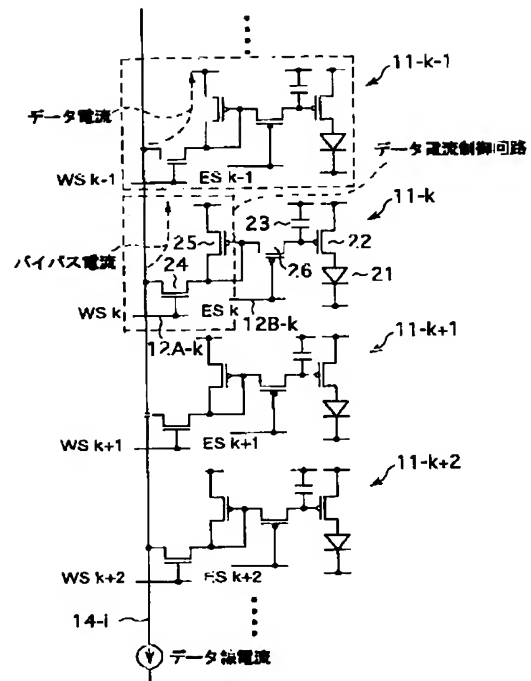 11-k-1
データ電流
データ電流制御回路
WS k-1
ES k-1
11-k
23
25
22
バイパス電流
24
26
21
WS k
ES k
12B-k
12A-k
11-k+1
WS k+1
ES k+1
11-k+2
WS k+2
ES k+2
14-i
データ線電流